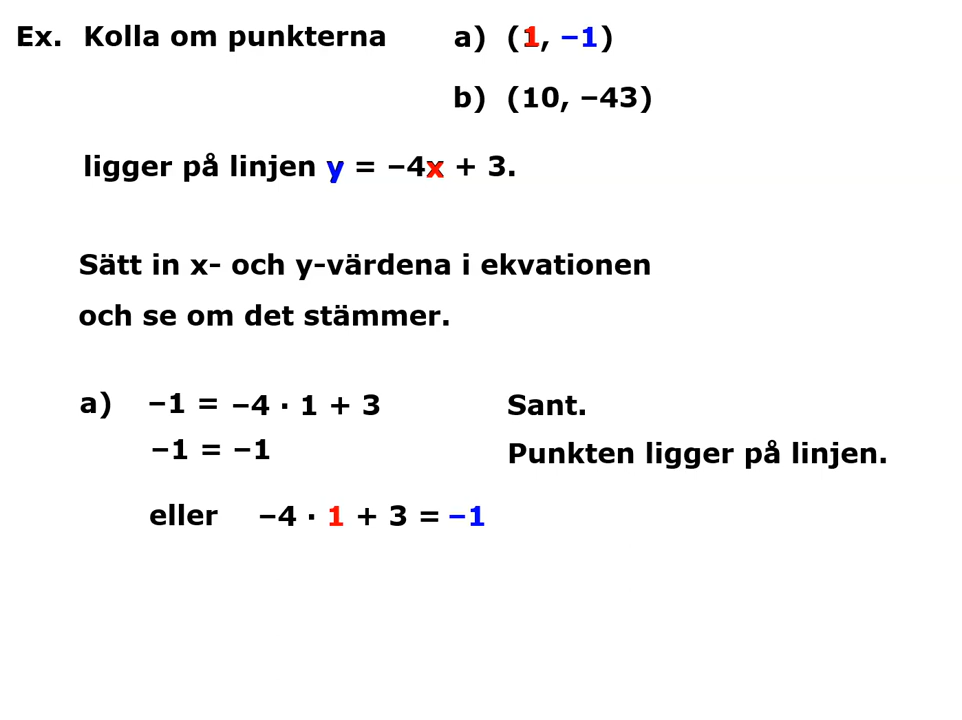 Ex. Kolla om punkterna a) (1, –1)
b) (10, –43)
ligger på linjen y = –4x + 3.
Sätt in x- och y-värdena i ekvationen
och se om det stämmer.
a) –1 = –4 · 1 + 3 Sant.
–1 = –1 Punkten ligger på linjen.
eller –4 · 1 + 3 = –1